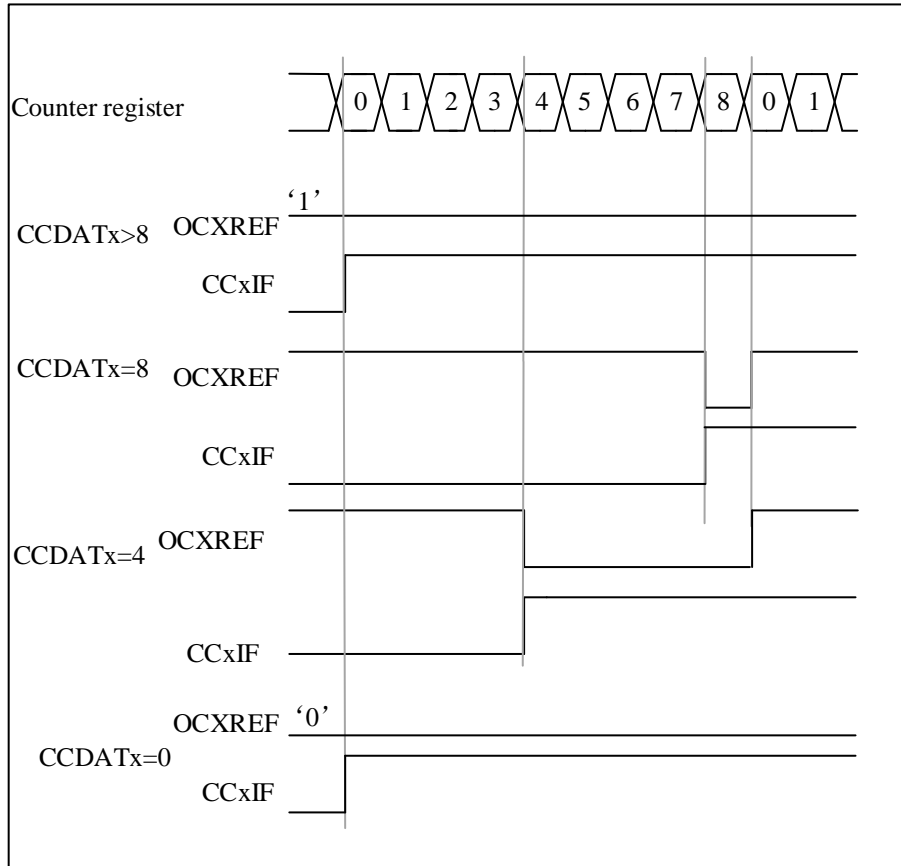 Counter register 0 1 2 3 4 5 6 7 8 0 1
‘1’
CCDATx>8 OCXREF
CCxIF
CCDATx=8 OCXREF
CCxIF
CCDATx=4 OCXREF
CCxIF
OCXREF ‘0’
CCDATx=0
CCxIF